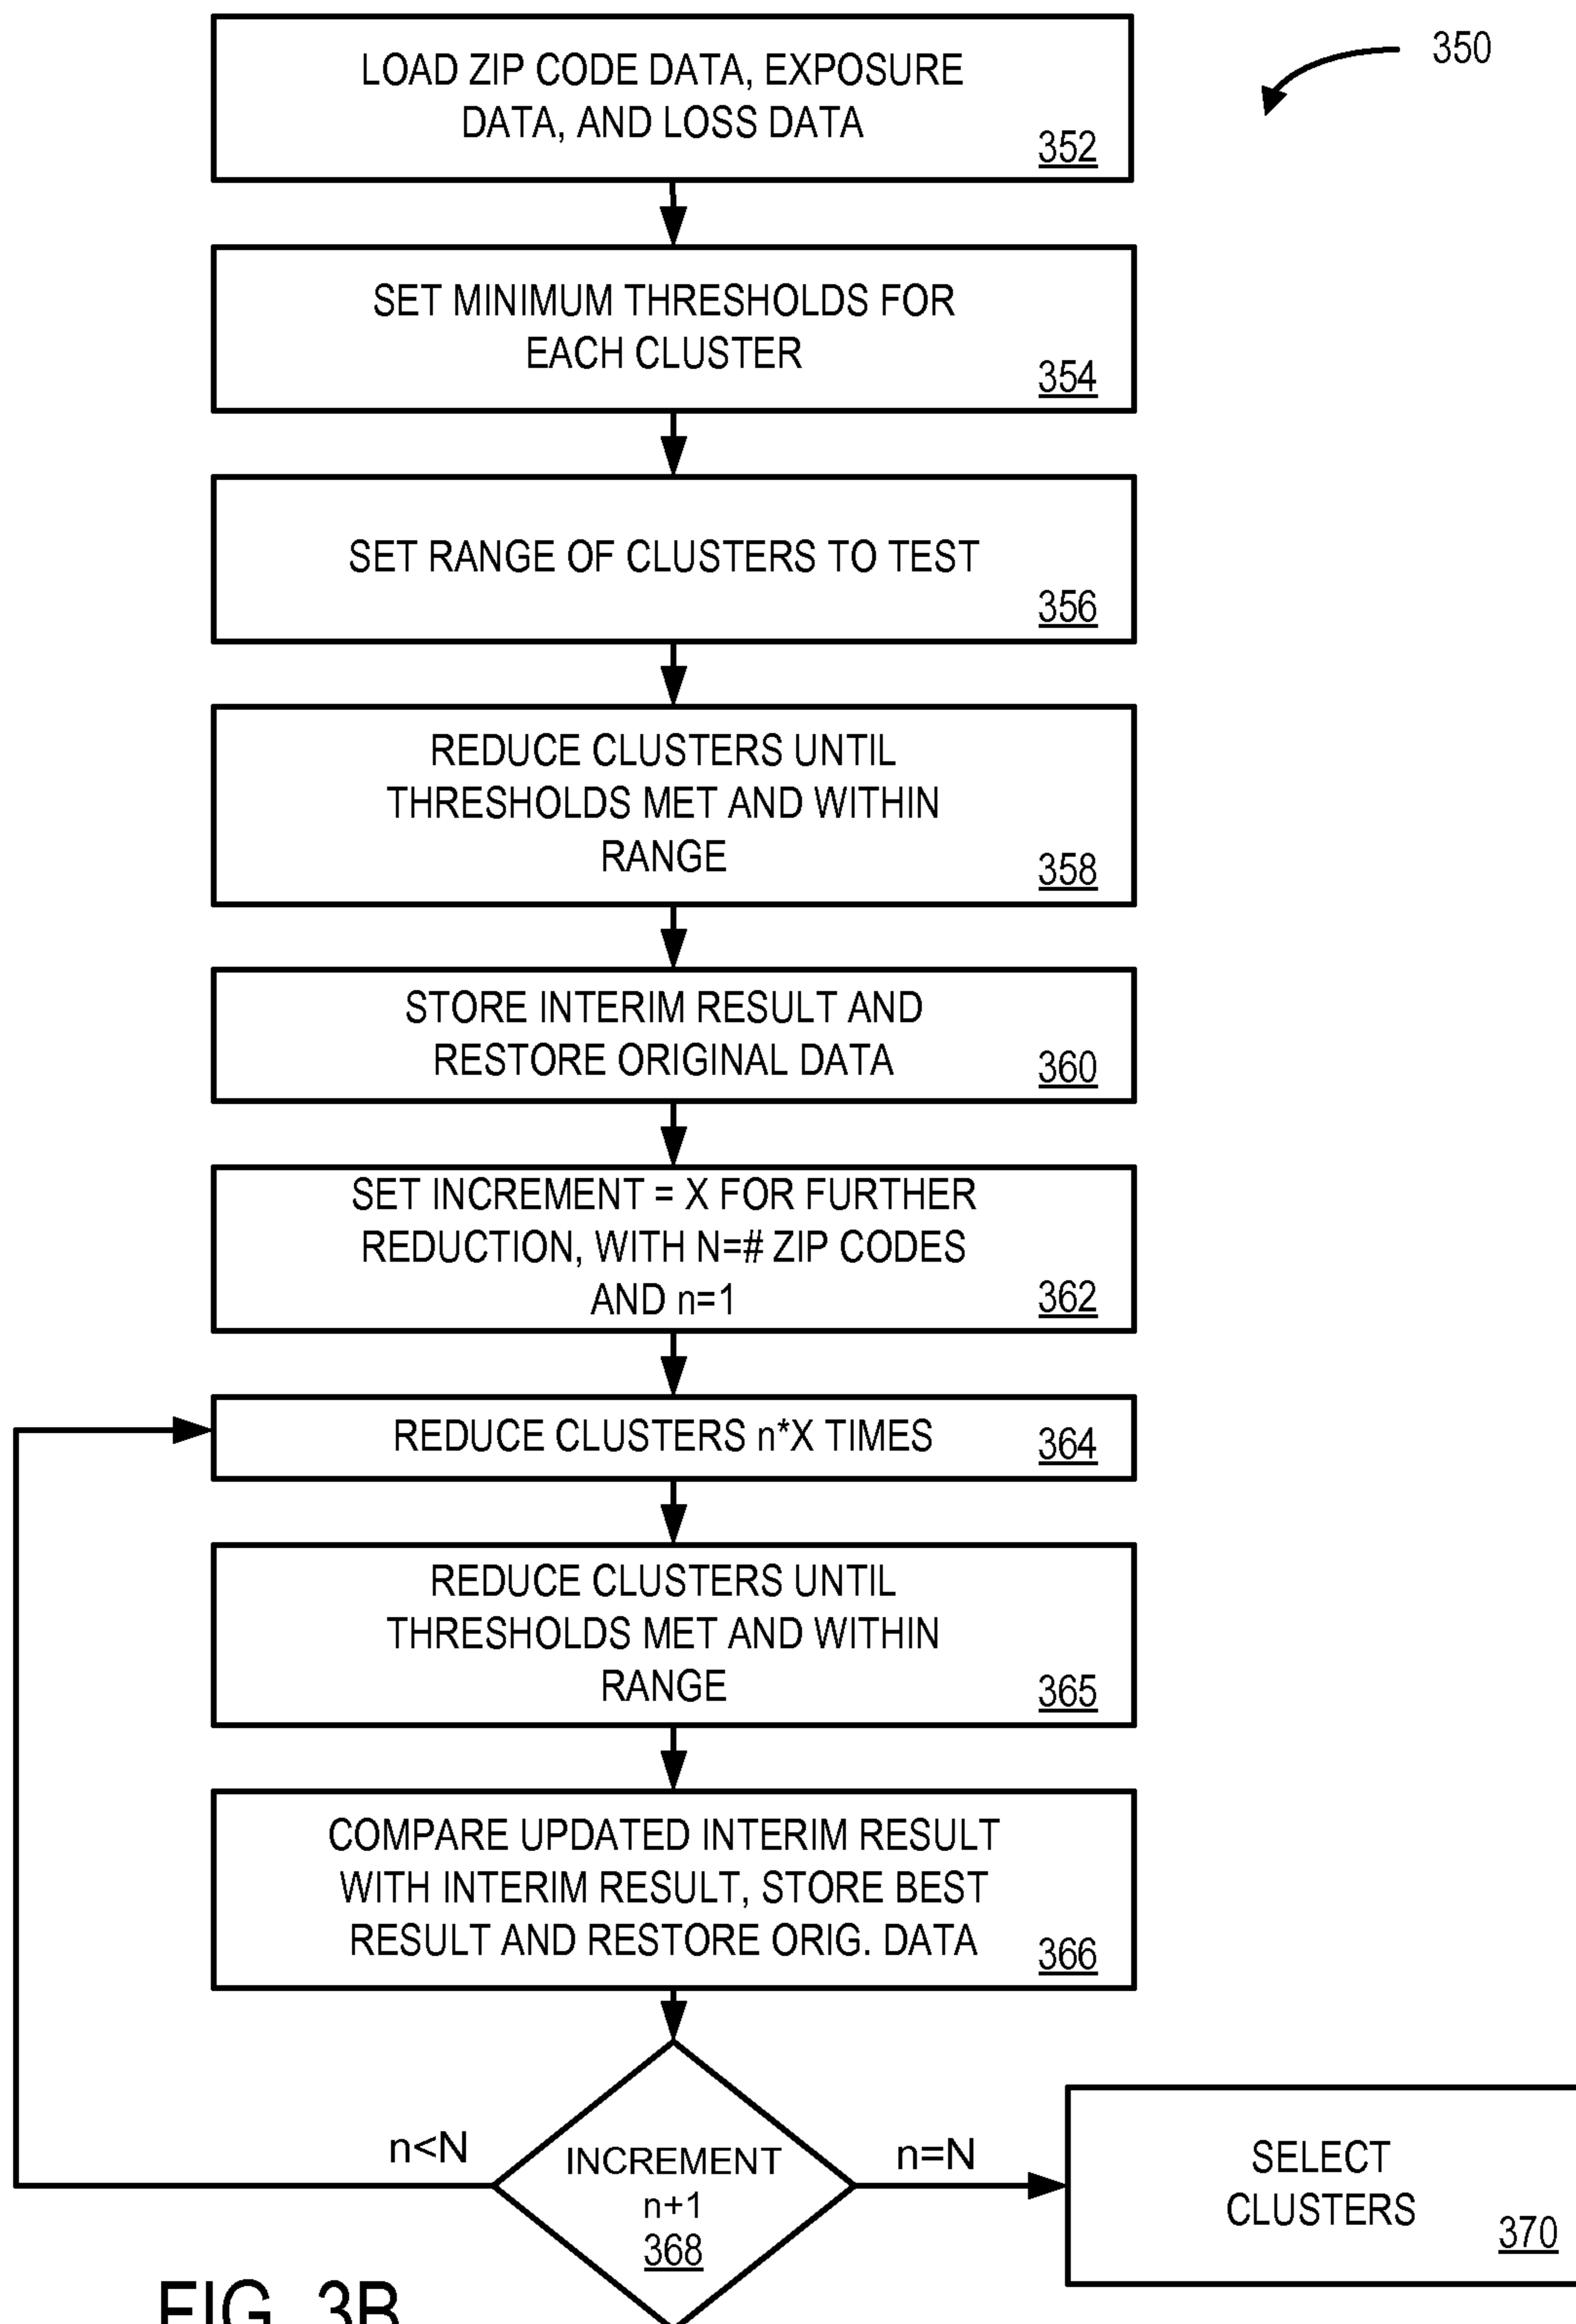 350
LOAD ZIP CODE DATA, EXPOSURE
DATA, AND LOSS DATA
352
SET MINIMUM THRESHOLDS FOR
EACH CLUSTER
354
SET RANGE OF CLUSTERS TO TEST
356
REDUCE CLUSTERS UNTIL
THRESHOLDS MET AND WITHIN
RANGE
358
STORE INTERIM RESULT AND
RESTORE ORIGINAL DATA
360
SET INCREMENT = X FOR FURTHER
REDUCTION, WITH N=# ZIP CODES
AND n=1
362
REDUCE CLUSTERS n*X TIMES
364
REDUCE CLUSTERS UNTIL
THRESHOLDS MET AND WITHIN
RANGE
365
COMPARE UPDATED INTERIM RESULT
WITH INTERIM RESULT, STORE BEST
RESULT AND RESTORE ORIG. DATA
366
n<N
INCREMENT
n+1
368
n=N
SELECT
CLUSTERS
370
FIG. 3B